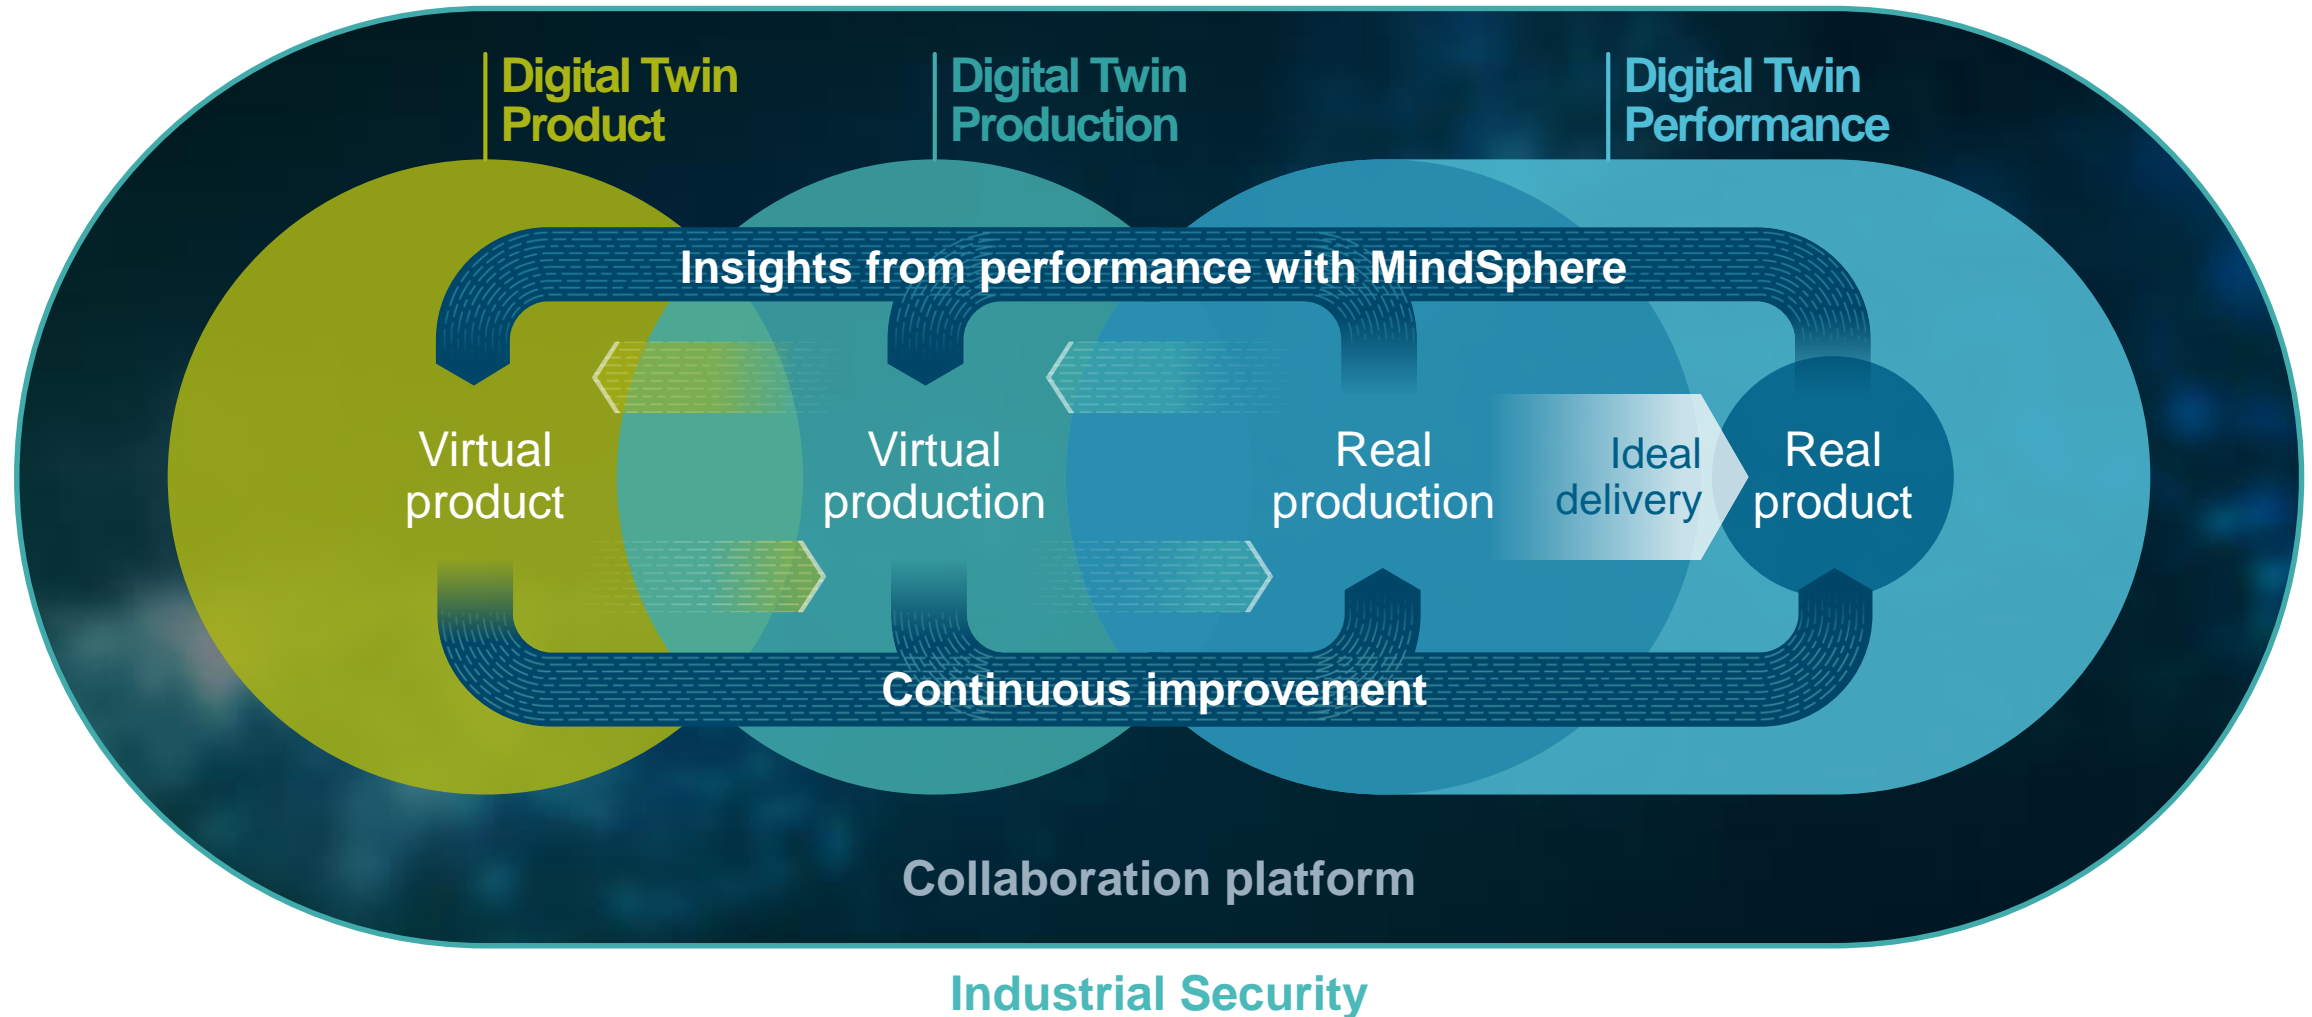 Digital Twin
Product
Digital Twin
Production
Digital Twin
Performance
Insights from performance with MindSphere
Virtual
product
Virtual
production
Real
production
Ideal
delivery
Real
product
Continuous improvement
Collaboration platform
Industrial Security